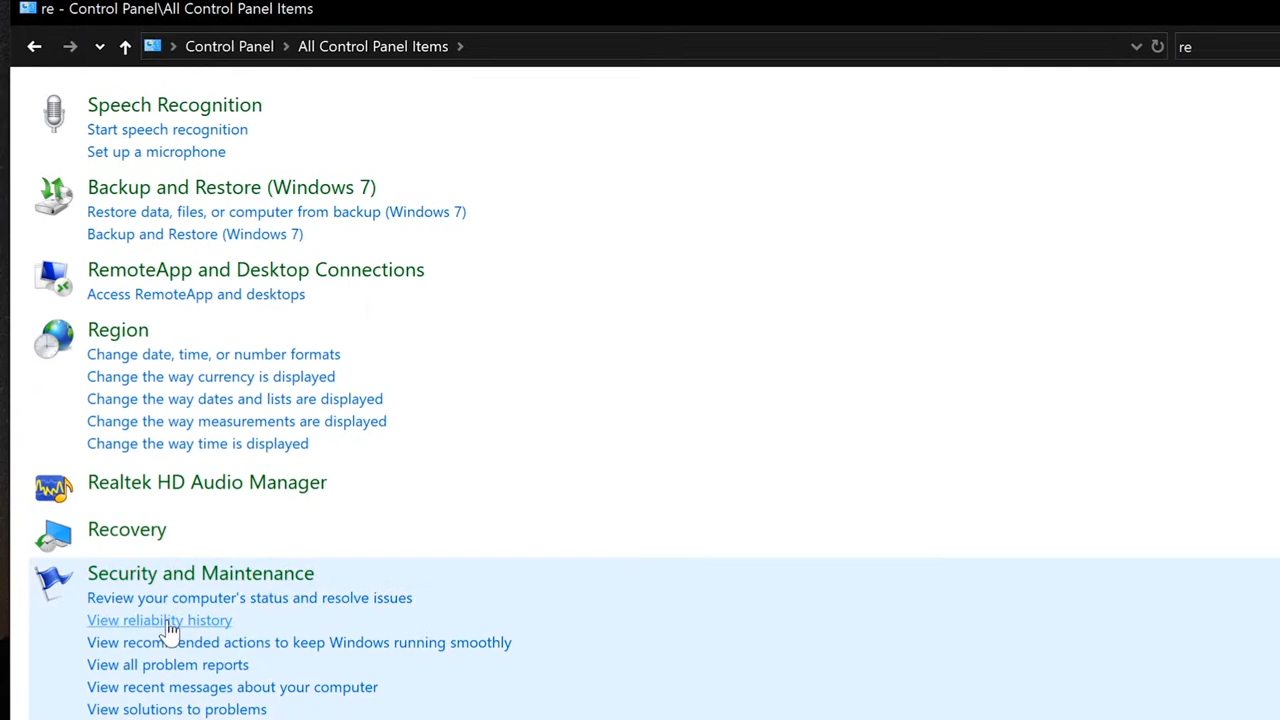 re - Control Panel\All Control Panel Items
Control Panel > All Control Panel Items >
re
Speech Recognition
Start speech recognition
Set up a microphone
Backup and Restore (Windows 7)
Restore data, files, or computer from backup (Windows 7)
Backup and Restore (Windows 7)
RemoteApp and Desktop Connections
Access RemoteApp and desktops
Region
Change date, time, or number formats
Change the way currency is displayed
Change the way dates and lists are displayed
Change the way measurements are displayed
Change the way time is displayed
Realtek HD Audio Manager
Recovery
Security and Maintenance
Review your computer's status and resolve issues
View reliability history
View recommended actions to keep Windows running smoothly
View all problem reports
View recent messages about your computer
View solutions to problems